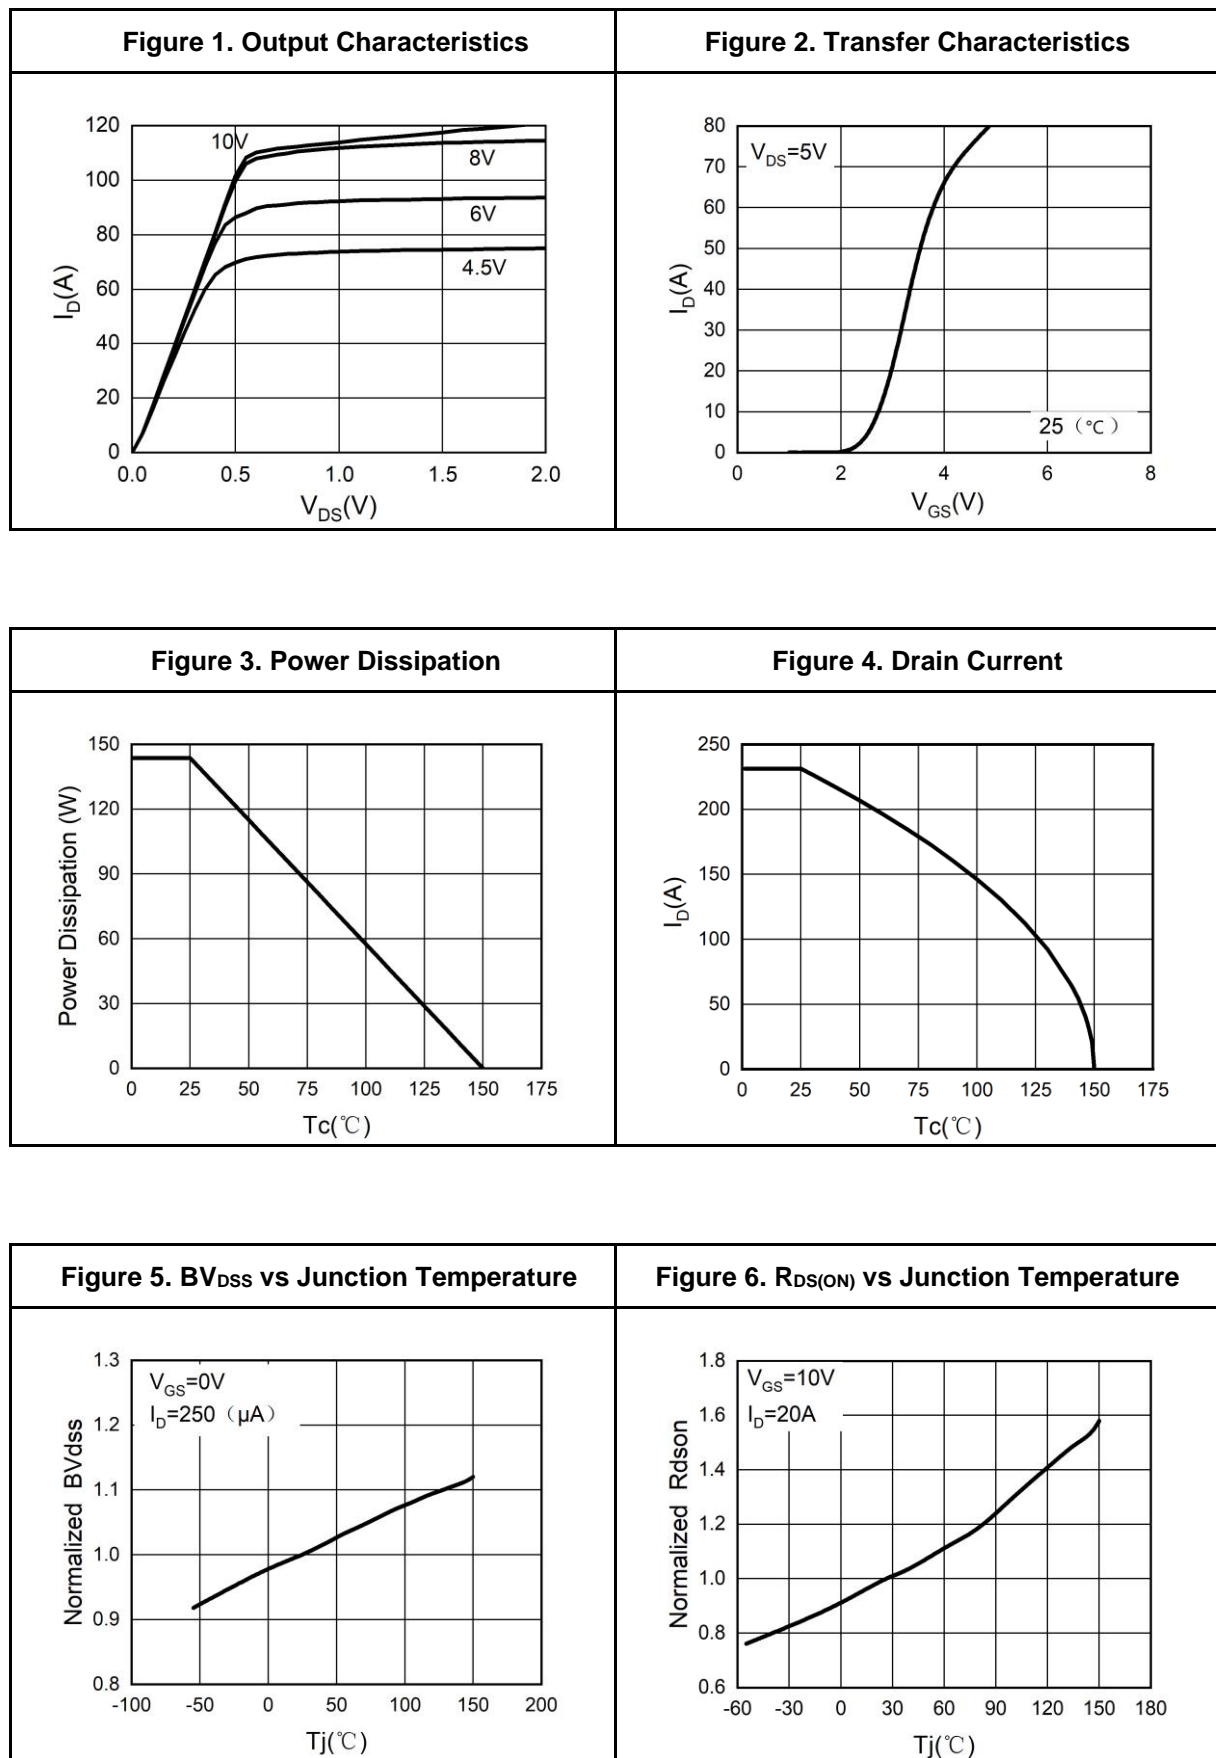 Figure 1. Output Characteristics
Figure 2. Transfer Characteristics
120
100
80
60
40
20
0
I_D(A)
10V
8V
6V
4.5V
0.0 0.5 1.0 1.5 2.0
V_DS(V)
80
70
60
50
40
30
20
10
0
I_D(A)
V_DS=5V
25（℃）
0 2 4 6 8
V_GS(V)
Figure 3. Power Dissipation
Figure 4. Drain Current
150
120
90
60
30
0
Power Dissipation (W)
0 25 50 75 100 125 150 175
Tc(℃)
250
200
150
100
50
0
I_D(A)
0 25 50 75 100 125 150 175
Tc(℃)
Figure 5. BV_DSS vs Junction Temperature
Figure 6. R_DS(ON) vs Junction Temperature
1.3
1.2
1.1
1.0
0.9
0.8
Normalized BVdss
V_GS=0V
I_D=250（μA）
-100 -50 0 50 100 150 200
Tj(℃)
1.8
1.6
1.4
1.2
1.0
0.8
0.6
Normalized Rdson
V_GS=10V
I_D=20A
-60 -30 0 30 60 90 120 150 180
Tj(℃)